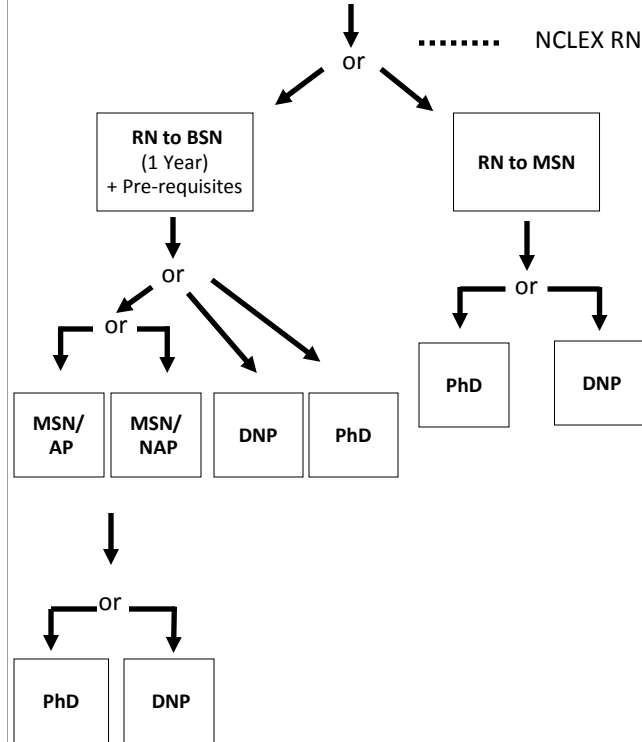 NCLEX RN
or
RN to BSN
(1 Year)
+ Pre-requisites
RN to MSN
or
or
or
MSN/
AP
MSN/
NAP
DNP
PhD
PhD
DNP
or
PhD
DNP